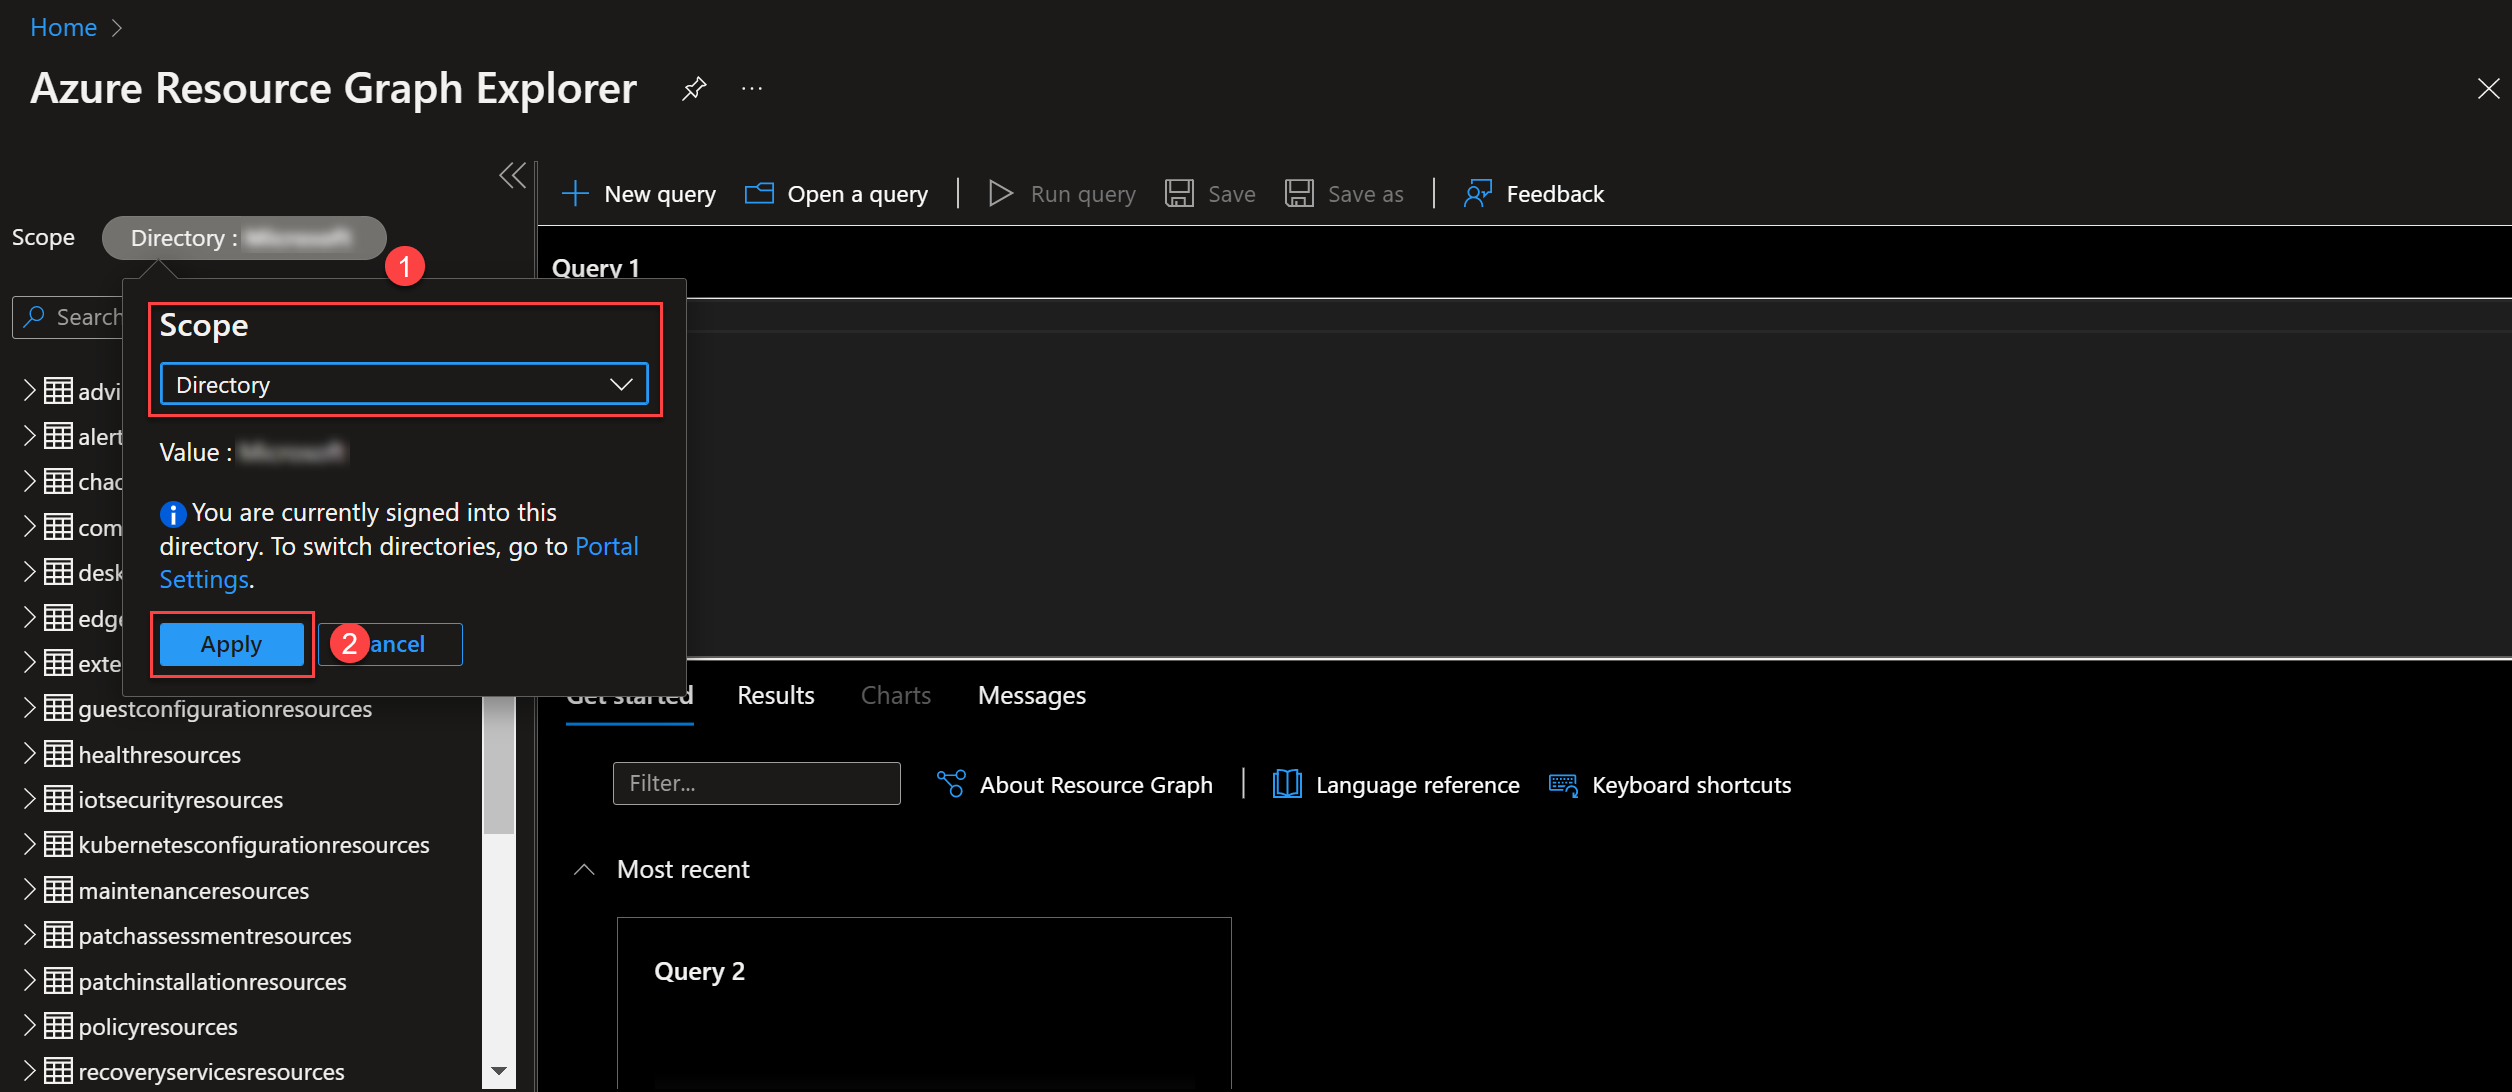 Home
Azure Resource Graph Explorer
New query
Open a query
Run query
Save
Save as
Feedback
Scope
Directory :
1
Query 1
Search
Scope
Directory
Value :
You are currently signed into this
directory. To switch directories, go to Portal
Settings.
Apply
2
ancel
advi
alert
chao
com
desk
edge
exte
guestconfigurationresources
healthresources
iotsecurityresources
kubernetesconfigurationresources
maintenanceresources
patchassessmentresources
patchinstallationresources
policyresources
recoveryservicesresources
Get started
Results
Charts
Messages
Filter...
About Resource Graph
Language reference
Keyboard shortcuts
Most recent
Query 2